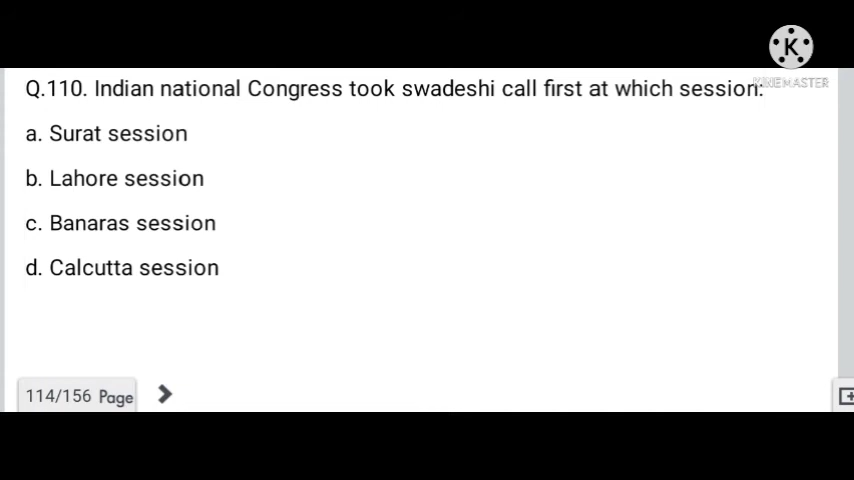 K
KINEMASTER
Q.110. Indian national Congress took swadeshi call first at which session:
a. Surat session
b. Lahore session
c. Banaras session
d. Calcutta session
114/156 Page